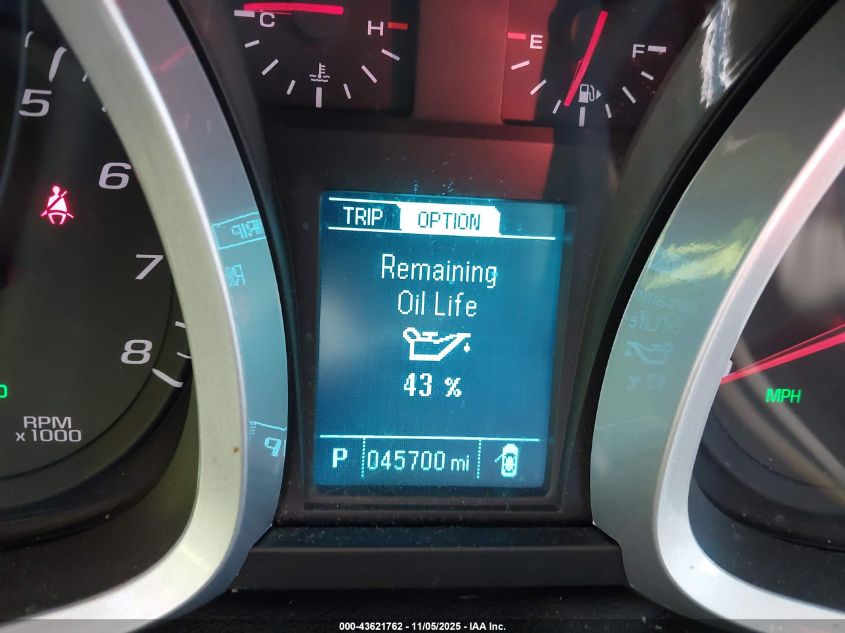 C
H
E
F
5
6
7
8
RPM
x1000
TRIP OPTION
Remaining
Oil Life
43 %
P 045700 mi
MPH
000-43621762 - 11/05/2025 - IAA Inc.